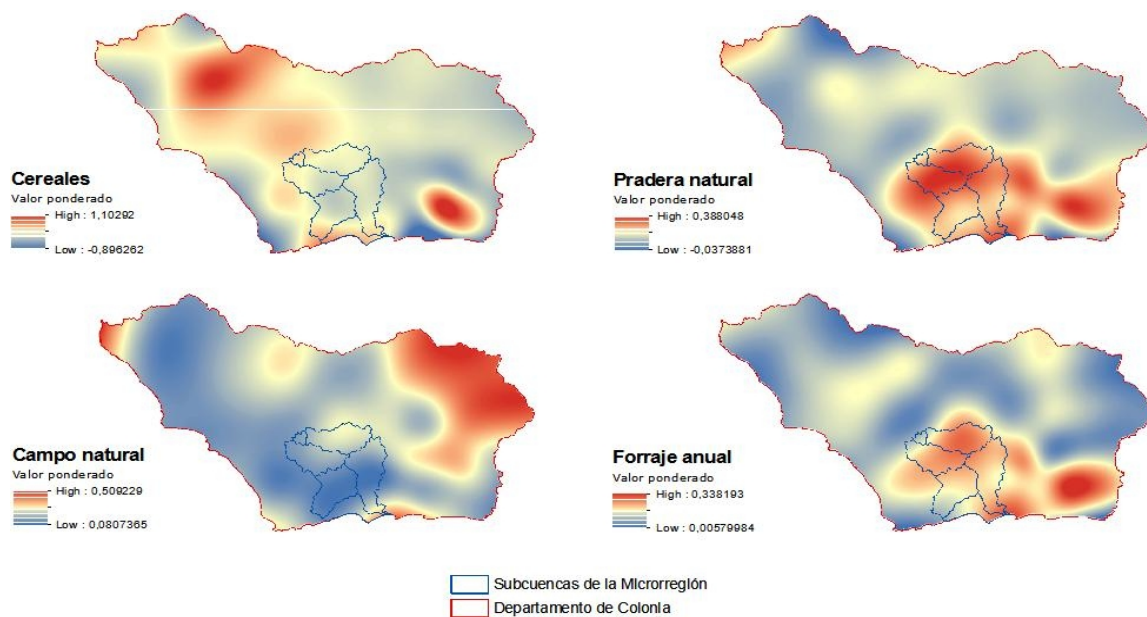 Cereales
Valor ponderado
High : 1,10292
Low : -0,896262
Pradera natural
Valor ponderado
High : 0,388048
Low : -0,0373881
Campo natural
Valor ponderado
High : 0,509229
Low : 0,0807365
Forraje anual
Valor ponderado
High : 0,338193
Low : 0,00579984
Subcuencas de la Microrregión
Departamento de Colonia